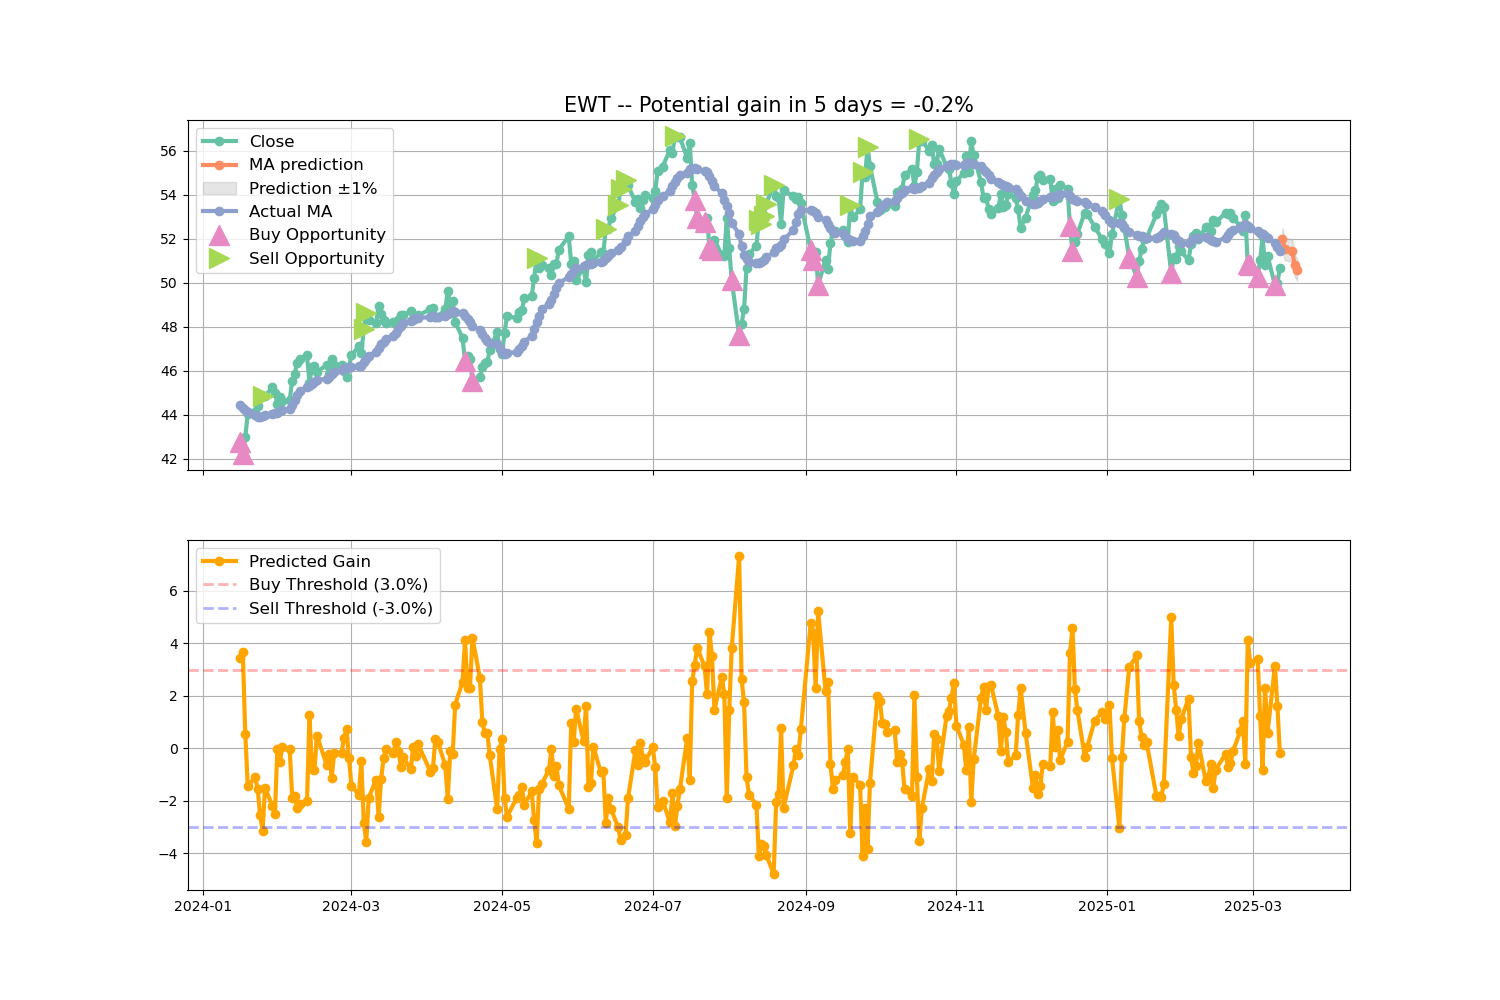 EWT -- Potential gain in 5 days = -0.2%
Close
MA prediction
Prediction ±1%
Actual MA
Buy Opportunity
Sell Opportunity
56
54
52
50
48
46
44
42
Predicted Gain
Buy Threshold (3.0%)
Sell Threshold (-3.0%)
6
4
2
0
−2
−4
2024-01
2024-03
2024-05
2024-07
2024-09
2024-11
2025-01
2025-03